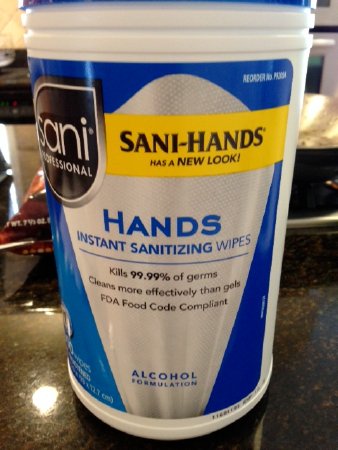 REORDER No.
sani®
PROFESSIONAL
SANI-HANDS®
HAS A NEW LOOK!
HANDS
INSTANT SANITIZING WIPES
Kills 99.99% of germs
Cleans more effectively than gels
FDA Food Code Compliant
ALCOHOL
FORMULATION